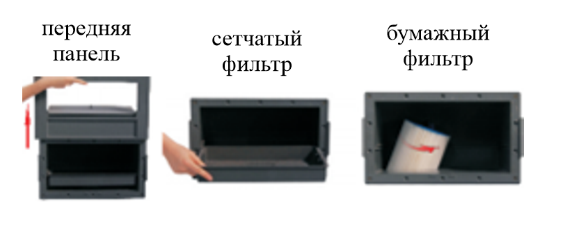 передняя
панель
сетчатый
фильтр
бумажный
фильтр